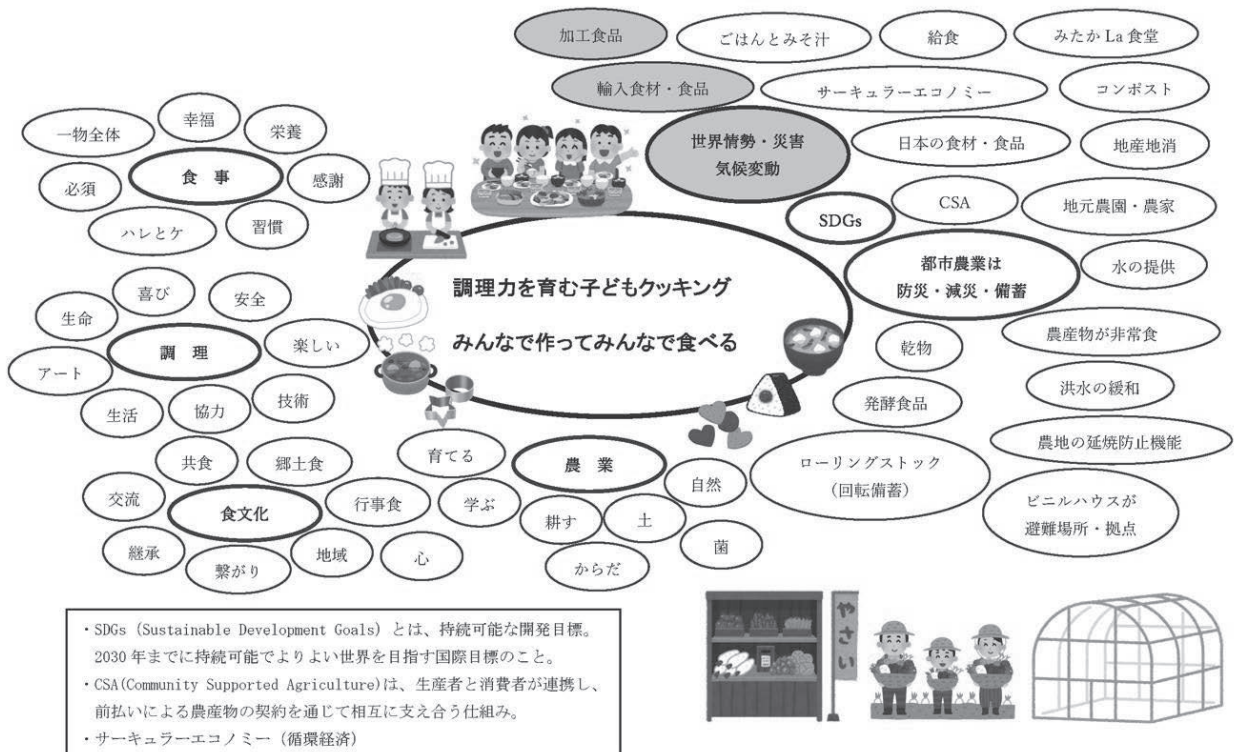 加工食品
ごはんとみそ汁
給食
みたか La 食堂
輸入食材・食品
サーキュラーエコノミー
コンポスト
世界情勢・災害
気候変動
日本の食材・食品
地産地消
SDGs
CSA
地元農園・農家
都市農業は
防災・減災・備蓄
水の提供
乾物
農産物が非常食
発酵食品
洪水の緩和
農地の延焼防止機能
ローリングストック
（回転備蓄）
ビニルハウスが
避難場所・拠点
一物全体
幸福
栄養
食 事
必須
感謝
ハレとケ
習慣
調理力を育む子どもクッキング
みんなで作ってみんなで食べる
喜び
安全
生命
調 理
楽しい
アート
生活
協力
技術
共食
郷土食
交流
食文化
行事食
継承
繋がり
地域
心
育てる
農 業
学ぶ
耕す
土
自然
菌
からだ
・SDGs (Sustainable Development Goals) とは、持続可能な開発目標。
2030 年までに持続可能でよりよい世界を目指す国際目標のこと。
・CSA(Community Supported Agriculture)は、生産者と消費者が連携し、
前払いによる農産物の契約を通じて相互に支え合う仕組み。
・サーキュラーエコノミー（循環経済）
やさい